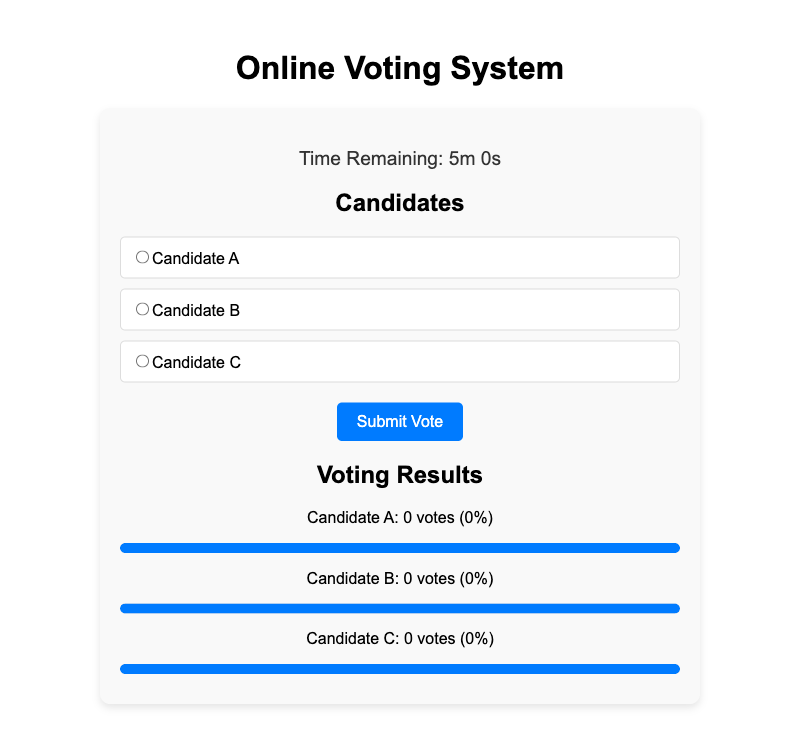 Online Voting System
Time Remaining: 5m 0s
Candidates
Candidate A
Candidate B
Candidate C
Submit Vote
Voting Results
Candidate A: 0 votes (0%)
Candidate B: 0 votes (0%)
Candidate C: 0 votes (0%)